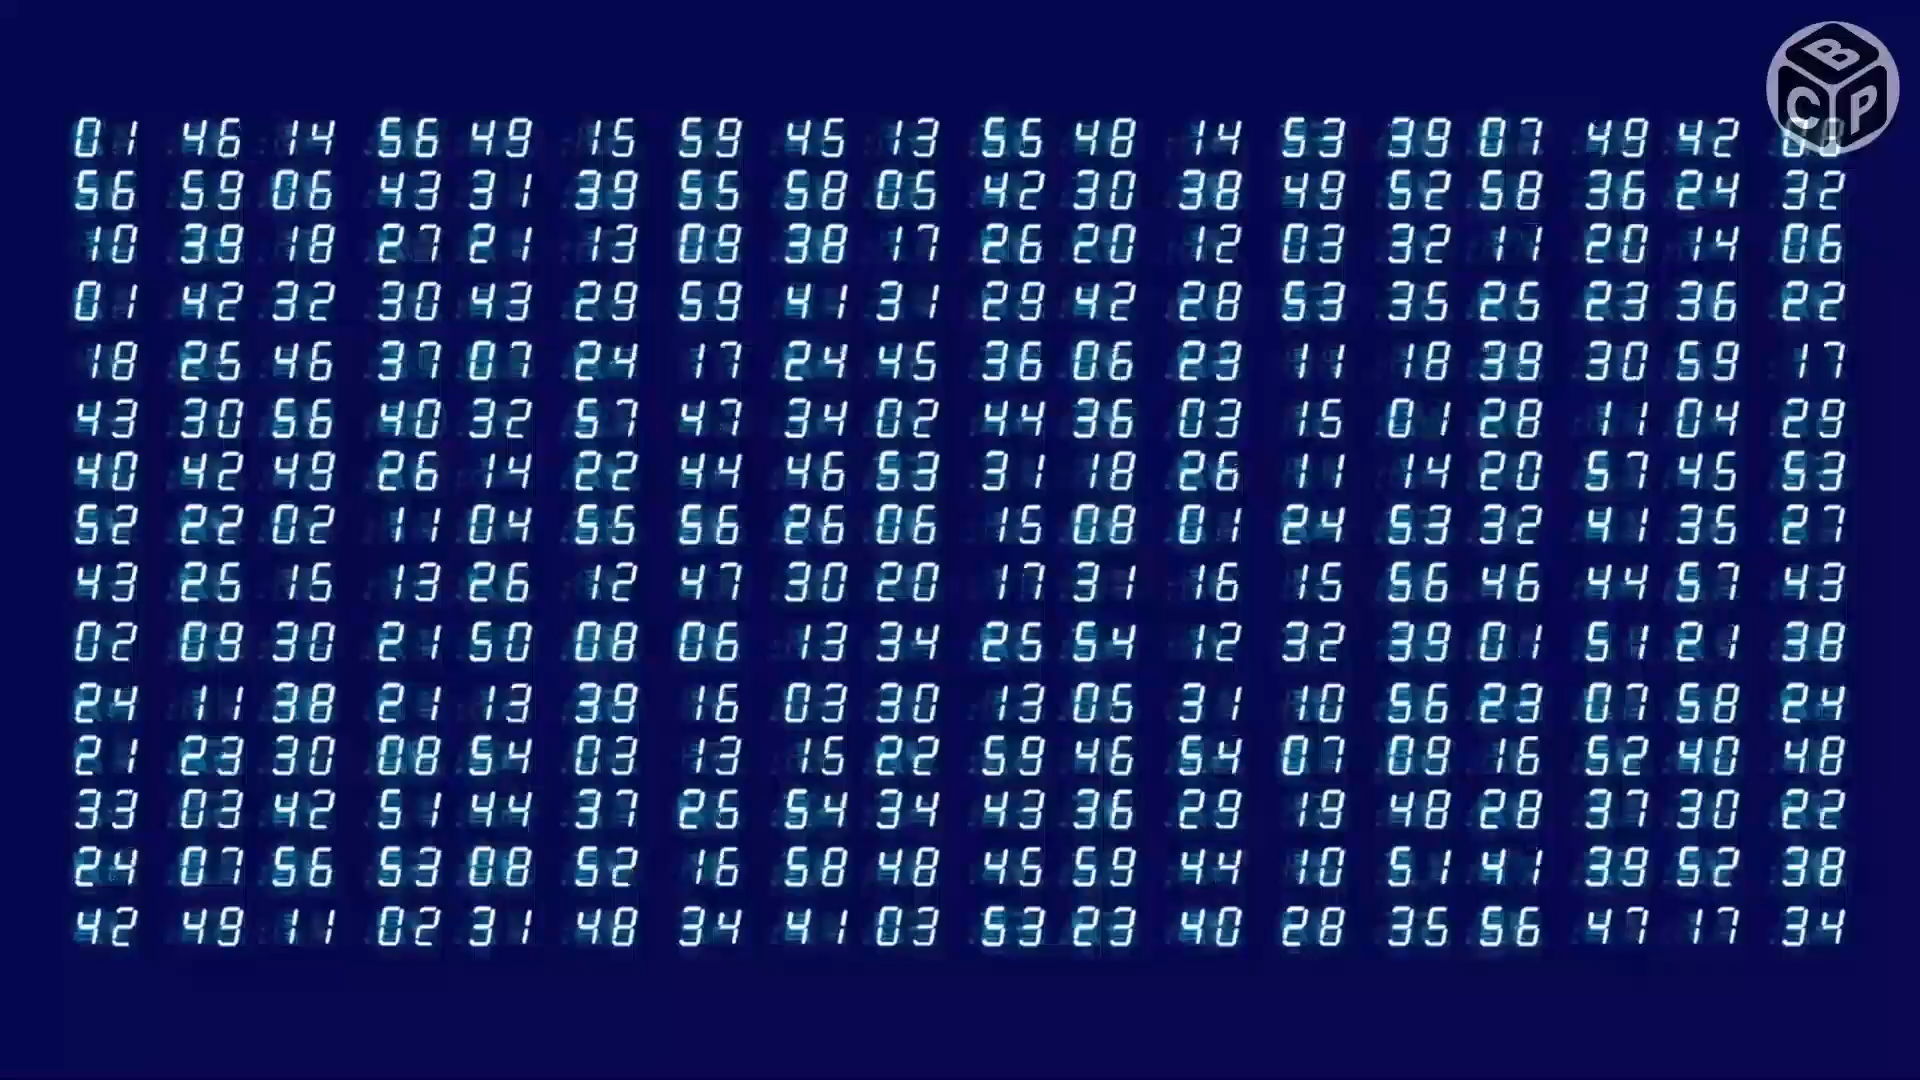 BCP
01 46 14 56 49 15 59 45 13 56 48 14 53 39 07 49 42
56 59 06 43 31 39 55 58 05 42 30 38 49 52 58 36 24 32
10 39 18 27 21 13 09 38 17 26 20 12 03 32 11 20 14 06
01 42 32 30 43 29 59 41 31 29 42 28 53 35 25 23 36 22
18 25 46 37 07 24 17 24 45 36 06 23 11 18 39 30 59 17
43 30 56 40 32 57 47 34 02 44 36 03 15 01 28 11 04 29
40 42 49 26 14 22 44 46 53 31 18 26 11 14 20 57 45 53
52 22 02 11 04 55 56 26 06 15 08 01 24 53 32 41 35 27
43 25 15 13 26 12 47 30 20 17 31 16 15 56 46 44 57 43
02 09 30 21 50 08 06 13 34 25 54 12 32 39 01 51 21 38
24 11 38 21 13 39 16 03 30 13 05 31 10 56 23 07 58 24
21 23 30 08 54 03 13 15 22 59 46 54 07 09 16 52 40 48
33 03 42 51 44 37 26 54 34 43 36 29 19 48 28 37 30 22
24 07 56 53 08 52 16 58 48 45 59 44 10 51 41 39 52 38
42 49 11 02 31 48 34 41 03 53 23 40 28 35 56 47 17 34